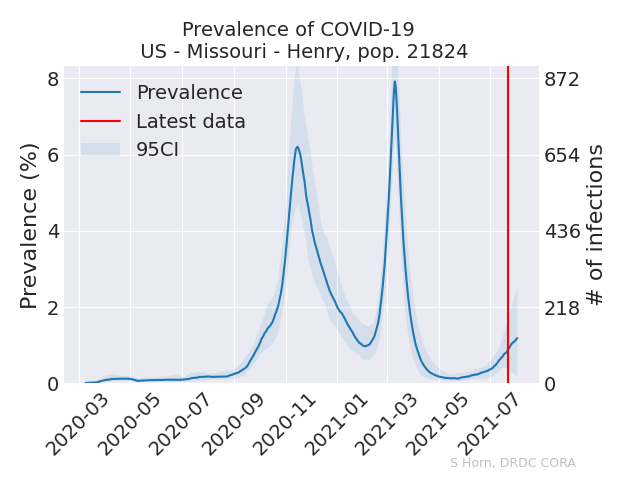 Prevalence of COVID-19
US - Missouri - Henry, pop. 21824
Prevalence
Latest data
95CI
Prevalence (%)
8
6
4
2
0
872
654
436
218
0
# of infections
2020-03
2020-05
2020-07
2020-09
2020-11
2021-01
2021-03
2021-05
2021-07
S Horn, DRDC CORA